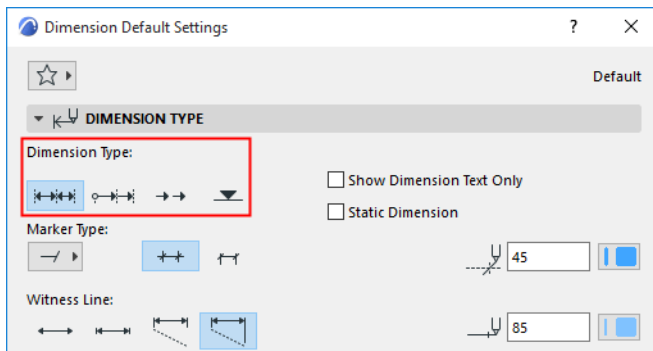 Dimension Default Settings ? ×
Default
DIMENSION TYPE
Dimension Type:
Show Dimension Text Only
Static Dimension
Marker Type:
45
Witness Line:
85